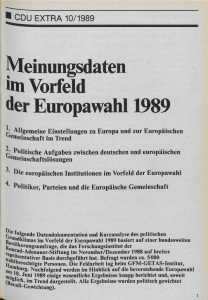 CDU EXTRA 10/1989
Meinungsdaten
im Vorfeld
der Europawahl 1989
1. Allgemeine Einstellungen zu Europa und zur Europäischen
Gemeinschaft im Trend
2. Politische Aufgaben zwischen deutschen und europäischen
Gemeinschaftslösungen
3. Die europäischen Institutionen im Vorfeld der Europawahl
4. Politiker, Parteien und die Europäische Gemeinschaft
Die folgende Datendokumentation und Kurzanalyse des politischen
Grundklimas im Vorfeld der Europawahl 1989 basiert auf einer bundesweiten
Bevölkerungsumfrage, die das Forschungsinstitut der
Konrad-Adenauer-Stiftung im November/Dezember 1988 auf breiter
repräsentativer Basis durchgeführt hat. Befragt wurden ca. 5 000
wahlberechtigte Personen. Die Feldarbeit lag beim GFM-GETAS-Institut,
Hamburg. Nachfolgend werden im Hinblick auf die bevorstehende Europawahl
am 18. Juni 1989 einige wesentliche Ergebnisse knapp berichtet und, soweit
möglich, im Trend dargestellt. Alle Ergebnisse wurden politisch gewichtet
(Recall-Gewichtung).
1